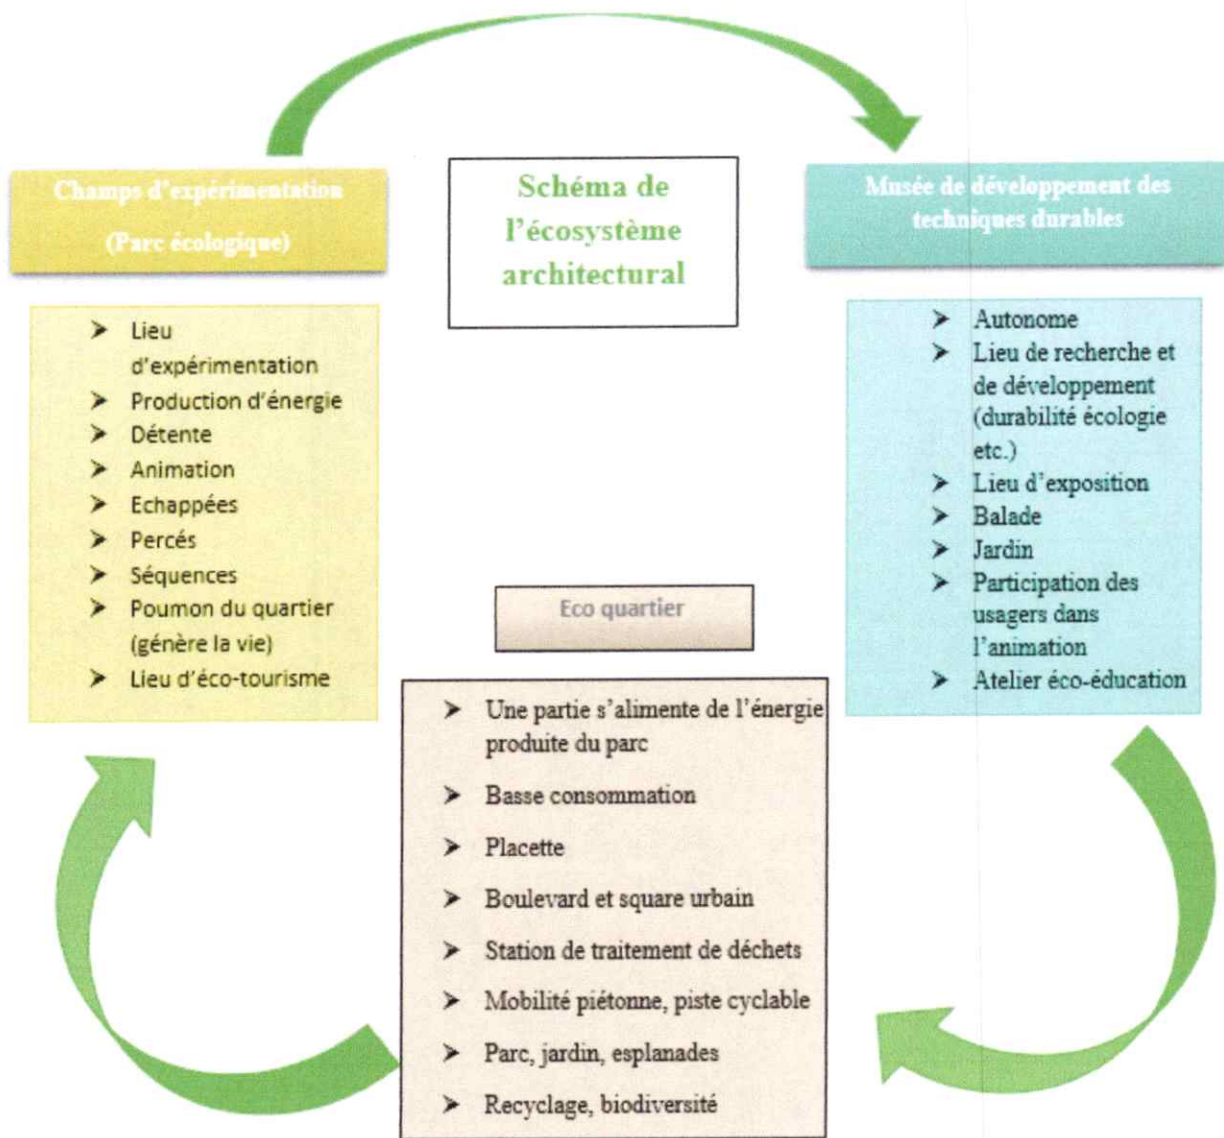 Champs d'expérimentation
(Parc écologique)
➤ Lieu
d'expérimentation
➤ Production d'énergie
➤ Détente
➤ Animation
➤ Echappées
➤ Percés
➤ Séquences
➤ Poumon du quartier
(génère la vie)
➤ Lieu d'éco-tourisme
Schéma de
l'écosystème
architectural
Musée de développement des
techniques durables
➤ Autonome
➤ Lieu de recherche et
de développement
(durabilité écologie
etc.)
➤ Lieu d'exposition
➤ Balade
➤ Jardin
➤ Participation des
usagers dans
l'animation
➤ Atelier éco-éducation
Eco quartier
➤ Une partie s'alimente de l'énergie
produite du parc
➤ Basse consommation
➤ Placette
➤ Boulevard et square urbain
➤ Station de traitement de déchets
➤ Mobilité piétonne, piste cyclable
➤ Parc, jardin, esplanades
➤ Recyclage, biodiversité